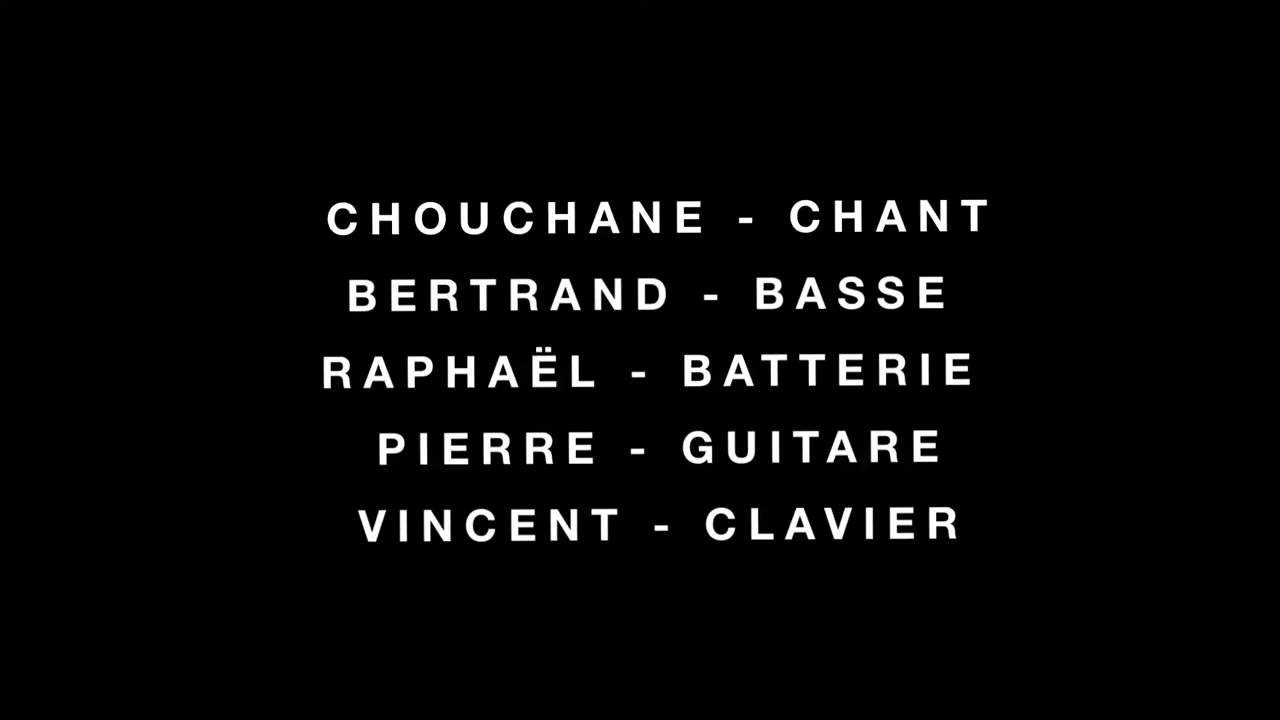 CHOUCHANE - CHANT
BERTRAND - BASSE
RAPHAËL - BATTERIE
PIERRE - GUITARE
VINCENT - CLAVIER